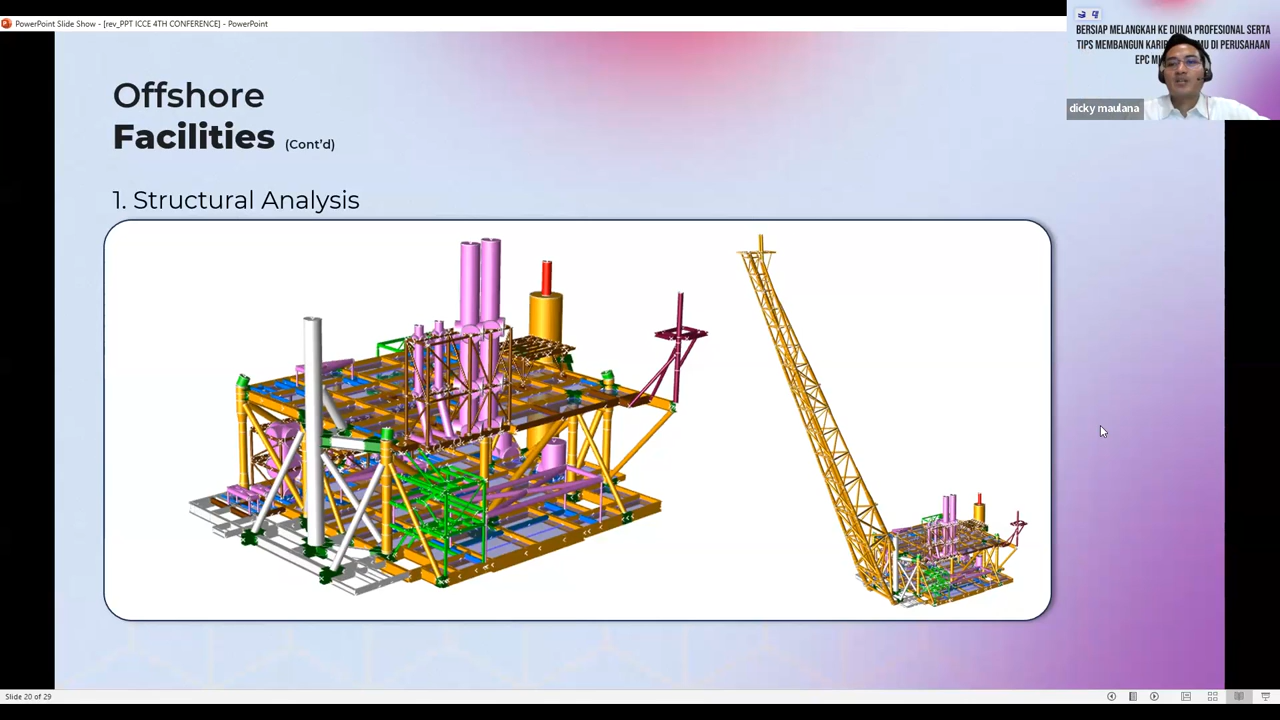 PowerPoint Slide Show - [rev_PPT ICCE 4TH CONFERENCE] - PowerPoint
BERSIAP MELANGKAH KE DUNIA PROFESIONAL SERTA
TIPS MEMBANGUN DI PERUSAHAAN
EPC
dicky maulana
Offshore
Facilities (Cont'd)
1. Structural Analysis
Slide 20 of 29